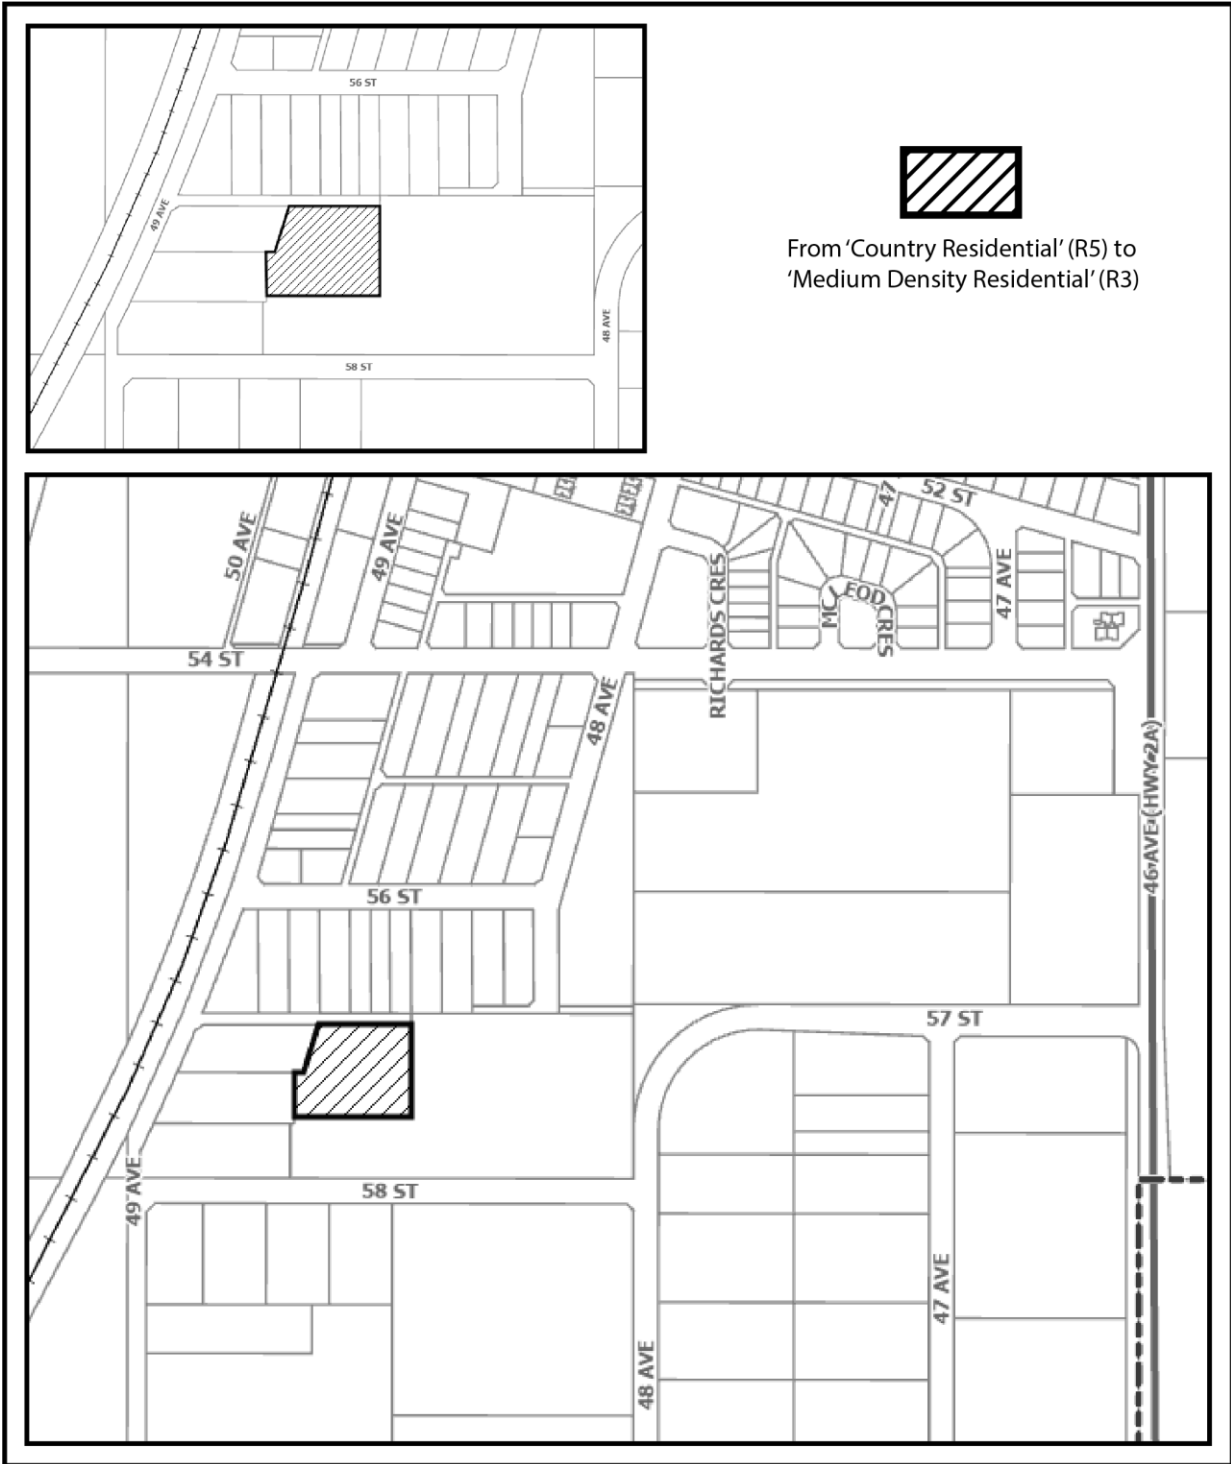 56 ST
49 AVE
48 AVE
58 ST
From ‘Country Residential’ (R5) to
‘Medium Density Residential’ (R3)
47
52 ST
50 AVE
49 AVE
RICHARDS CRES
MCLEOD CRES
47 AVE
54 ST
48 AVE
46 AVE (HWY 2A)
56 ST
57 ST
49 AVE
58 ST
47 AVE
48 AVE